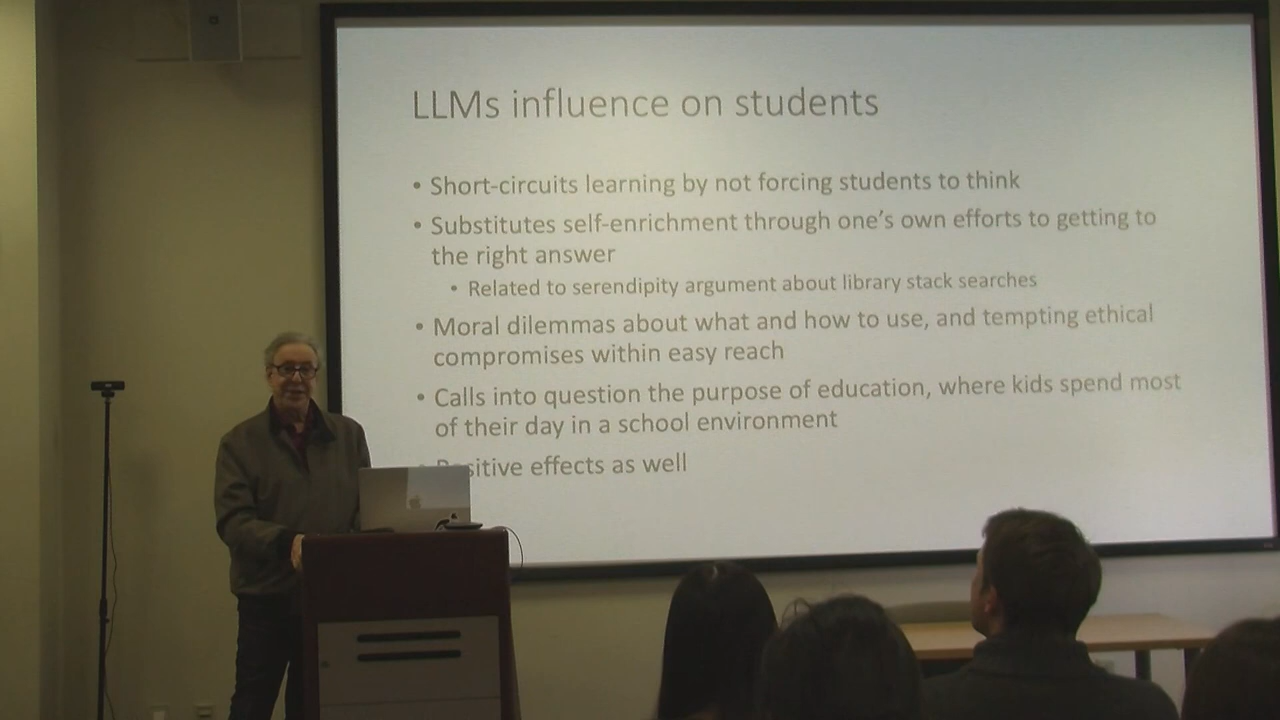 LLMs influence on students
• Short-circuits learning by not forcing students to think
• Substitutes self-enrichment through one's own efforts to getting to
the right answer
• Related to serendipity argument about library stack searches
• Moral dilemmas about what and how to use, and tempting ethical
compromises within easy reach
• Calls into question the purpose of education, where kids spend most
of their day in a school environment
• Positive effects as well